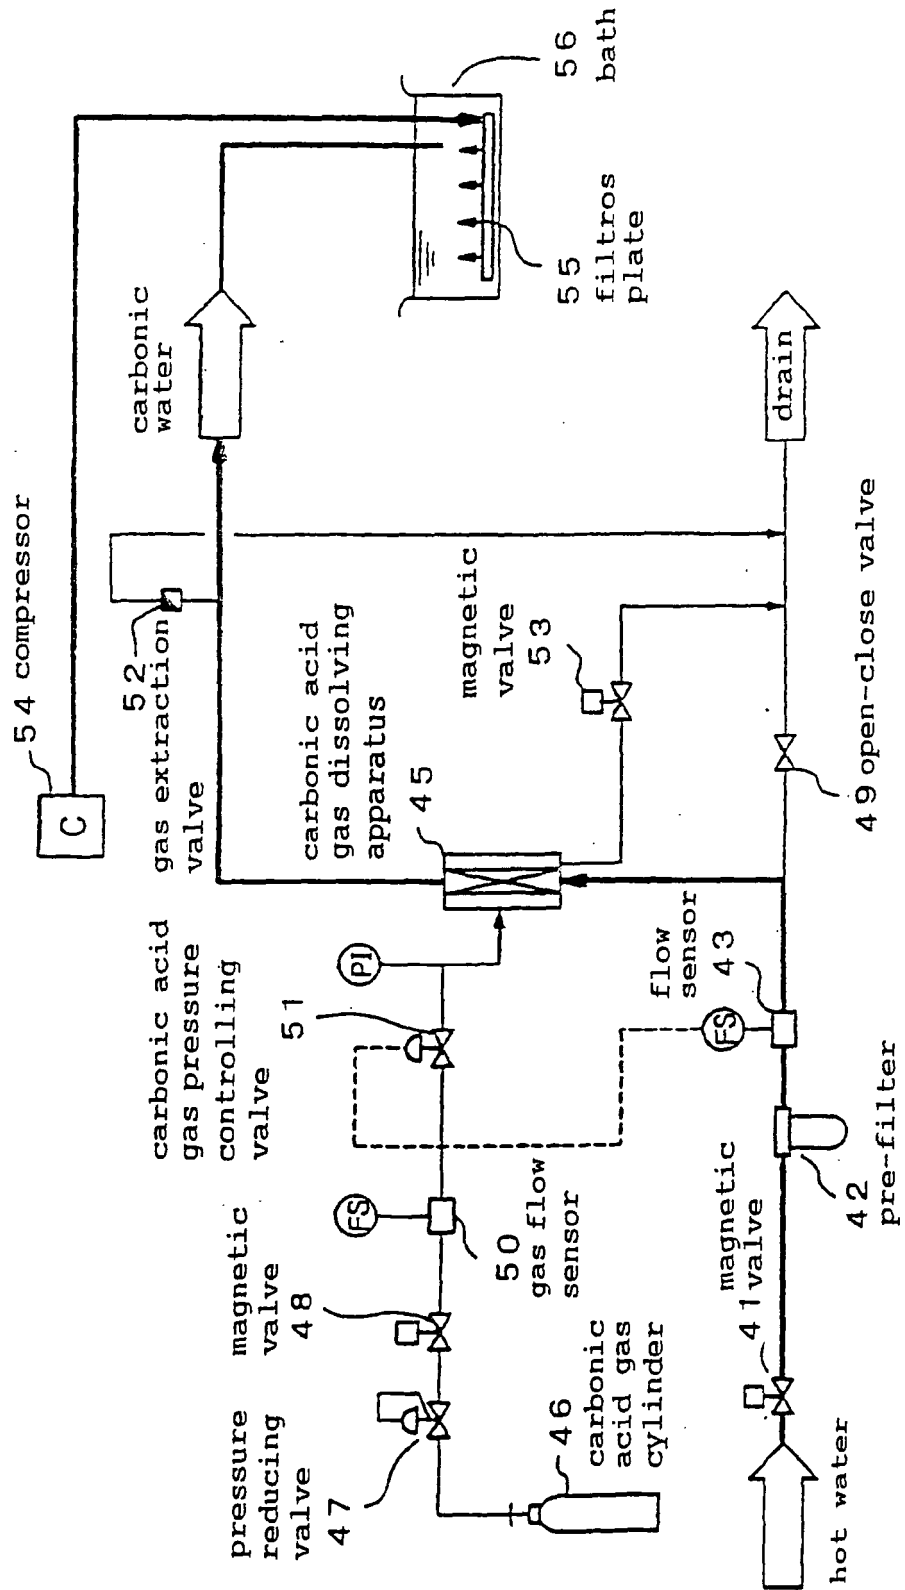 54 compressor
C
52
gas extraction
valve
carbonic
water
56
bath
55
filtros
plate
carbonic acid
gas pressure
controlling
valve
51
PI
carbonic acid
gas dissolving
apparatus
45
magnetic
valve
53
drain
pressure
reducing
valve
47
magnetic
valve
48
FS
50
gas flow
sensor
flow
sensor
43
FS
49 open-close valve
46
carbonic
acid gas
cylinder
magnetic
41 valve
42
pre-filter
hot water